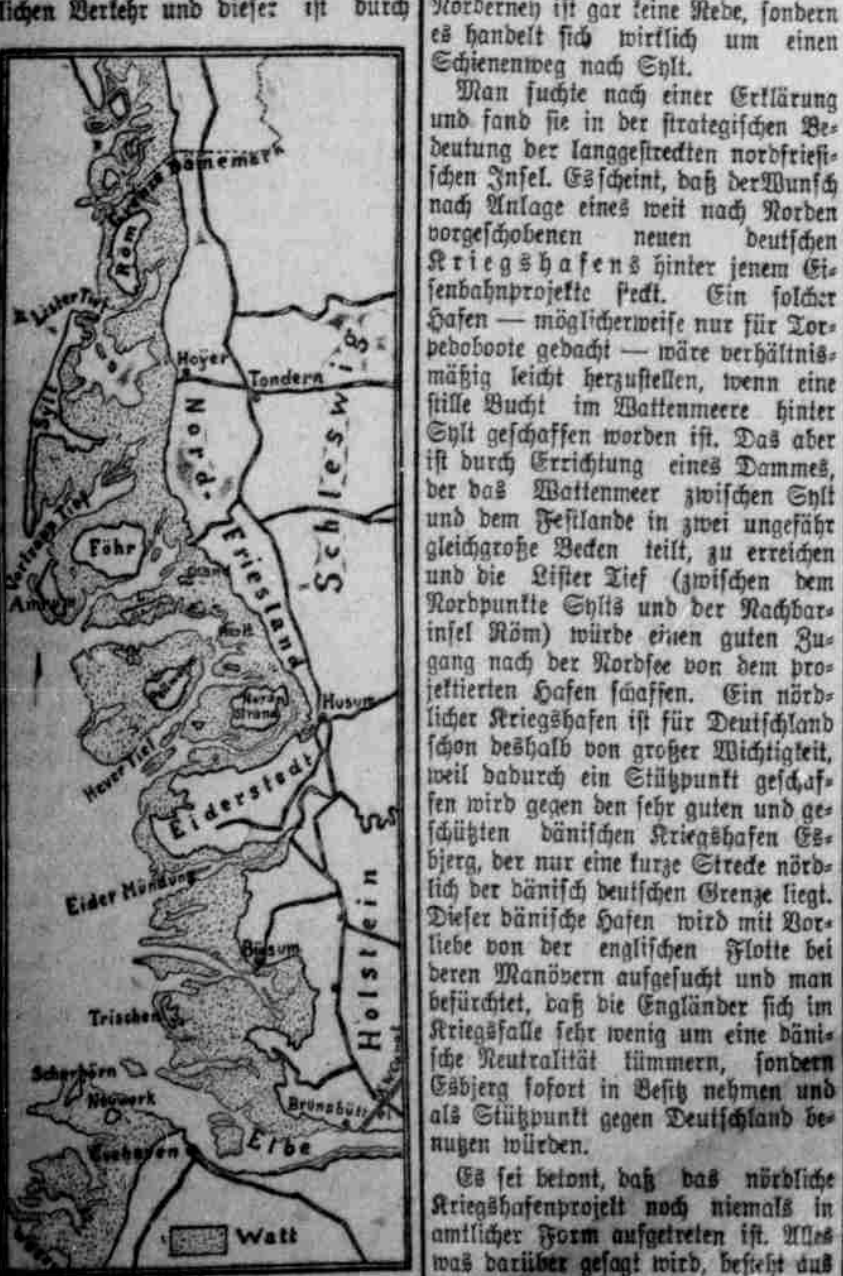 lichen Verkehr und dieser ist durch
Grenze Dänemark
Röm
Lister Tief
Sylt
Hoyer
Tondern
Nord-
Friesland
Schleswig
Vortrapp Tief
Föhr
Amrum
Nord-
Strand
Husum
Hever Tief
Eiderstedt
Eider Mündung
Büsum
Holstein
Trischen
Scharhörn
Neuwerk
Brunsbütt
Elbe
Cuxhaven
Watt
Norderney ist gar keine Rede, sondern
es handelt sich wirklich um einen
Schienenweg nach Sylt.
Man suchte nach einer Erklärung
und fand sie in der strategischen Be-
deutung der langgestreckten nordfriesi-
schen Insel. Es scheint, daß der Wunsch
nach Anlage eines weit nach Norden
vorgeschobenen neuen deutschen
Kriegshafens hinter jenem Ei-
senbahnprojekte steckt. Ein solcher
Hafen — möglicherweise nur für Tor-
pedoboote gedacht — wäre verhältnis-
mäßig leicht herzustellen, wenn eine
stille Bucht im Wattenmeere hinter
Sylt geschaffen worden ist. Das aber
ist durch Errichtung eines Dammes,
der das Wattenmeer zwischen Sylt
und dem Festlande in zwei ungefähr
gleichgroße Becken teilt, zu erreichen
und die Lister Tief (zwischen dem
Nordpunkte Sylts und der Nachbar-
insel Röm) würde einen guten Zu-
gang nach der Nordsee von dem pro-
jektierten Hafen schaffen. Ein nörd-
licher Kriegshafen ist für Deutschland
schon deshalb von großer Wichtigkeit,
weil dadurch ein Stützpunkt geschaf-
fen wird gegen den sehr guten und ge-
schützten dänischen Kriegshafen Es-
bjerg, der nur eine kurze Strecke nörd-
lich der dänisch deutschen Grenze liegt.
Dieser dänische Hafen wird mit Vor-
liebe von der englischen Flotte bei
deren Manövern aufgesucht und man
befürchtet, daß die Engländer sich im
Kriegsfalle sehr wenig um eine däni-
sche Neutralität kümmern, sondern
Esbjerg sofort in Besitz nehmen und
als Stützpunkt gegen Deutschland be-
nutzen würden.
Es sei betont, daß das nördliche
Kriegshafenprojekt noch niemals in
amtlicher Form aufgetreten ist. Alles
was darüber gesagt wird, besteht aus